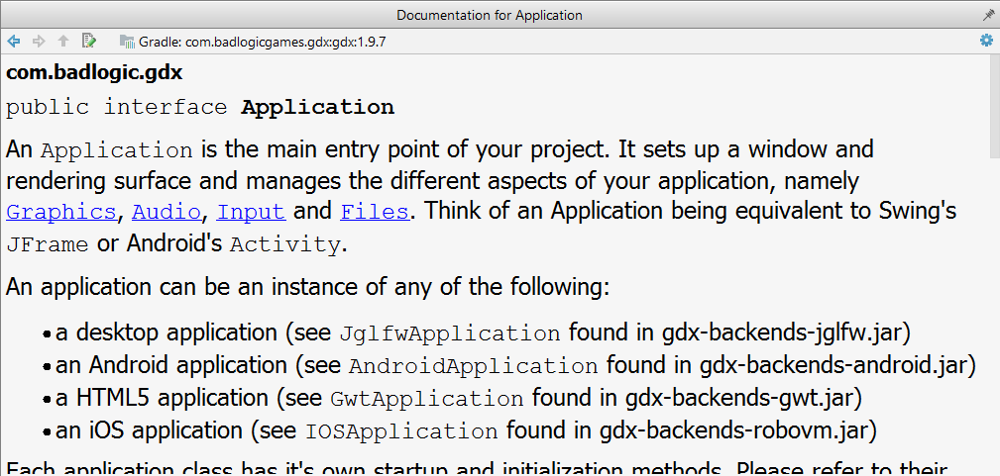 Documentation for Application
Gradle: com.badlogicgames.gdx:gdx:1.9.7
com.badlogic.gdx
public interface Application
An Application is the main entry point of your project. It sets up a window and
rendering surface and manages the different aspects of your application, namely
Graphics, Audio, Input and Files. Think of an Application being equivalent to Swing's
JFrame or Android's Activity.
An application can be an instance of any of the following:
• a desktop application (see JglfwApplication found in gdx-backends-jglfw.jar)
• an Android application (see AndroidApplication found in gdx-backends-android.jar)
• a HTML5 application (see GwtApplication found in gdx-backends-gwt.jar)
• an iOS application (see IOSApplication found in gdx-backends-robovm.jar)
Each application class has it's own startup and initialization methods. Please refer to their